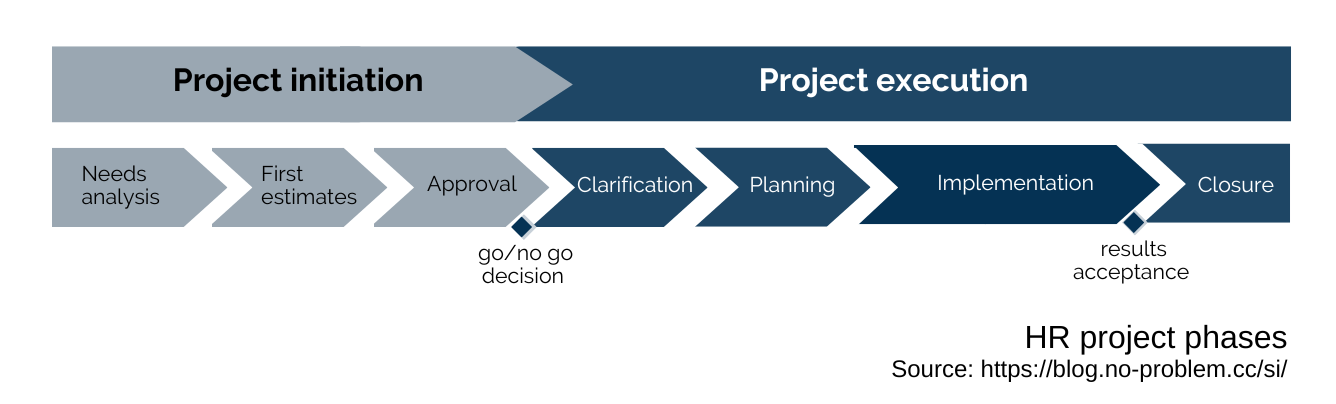 Project initiation
Project execution
Needs
analysis
First
estimates
Approval
Clarification
Planning
Implementation
Closure
go/no go
decision
results
acceptance
HR project phases
Source: https://blog.no-problem.cc/si/